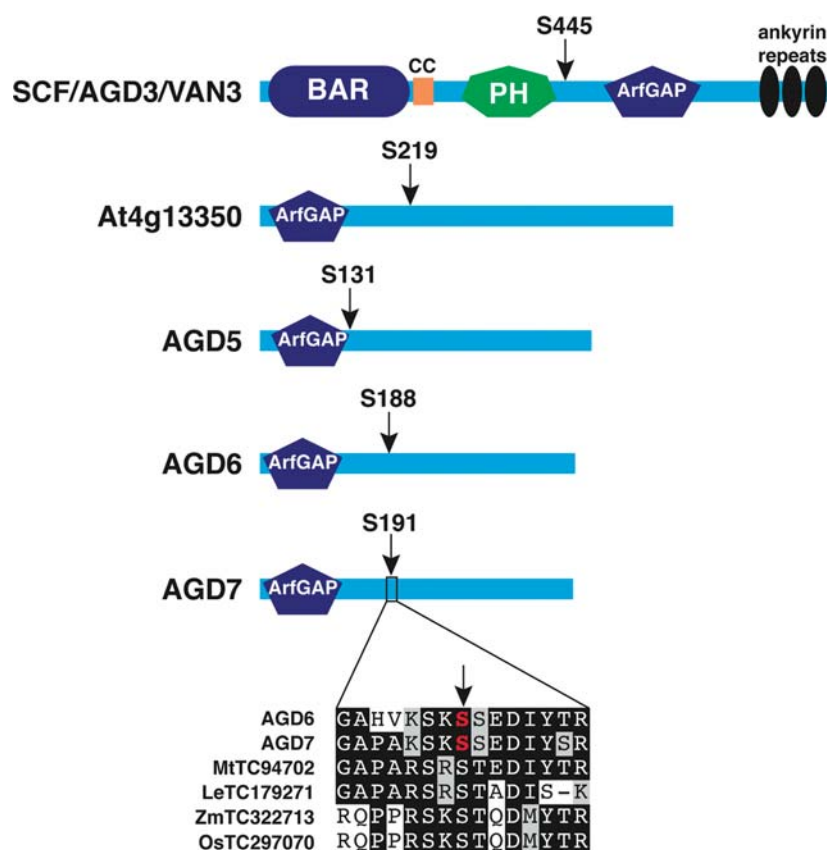 S445
ankyrin
repeats
CC
SCF/AGD3/VAN3
BAR
PH
ArfGAP
S219
At4g13350
ArfGAP
S131
AGD5
ArfGAP
S188
AGD6
ArfGAP
S191
AGD7
ArfGAP
AGD6 GAHVKSKSSEDIYTR
AGD7 GAPAKSKSSEDIYSR
MtTC94702 GAPARSRSTEDIYTR
LeTC179271 GAPARSRSTADIS-K
ZmTC322713 RQPPRSKSTQDMYTR
OsTC297070 RQPPRSKSTQDMYTR